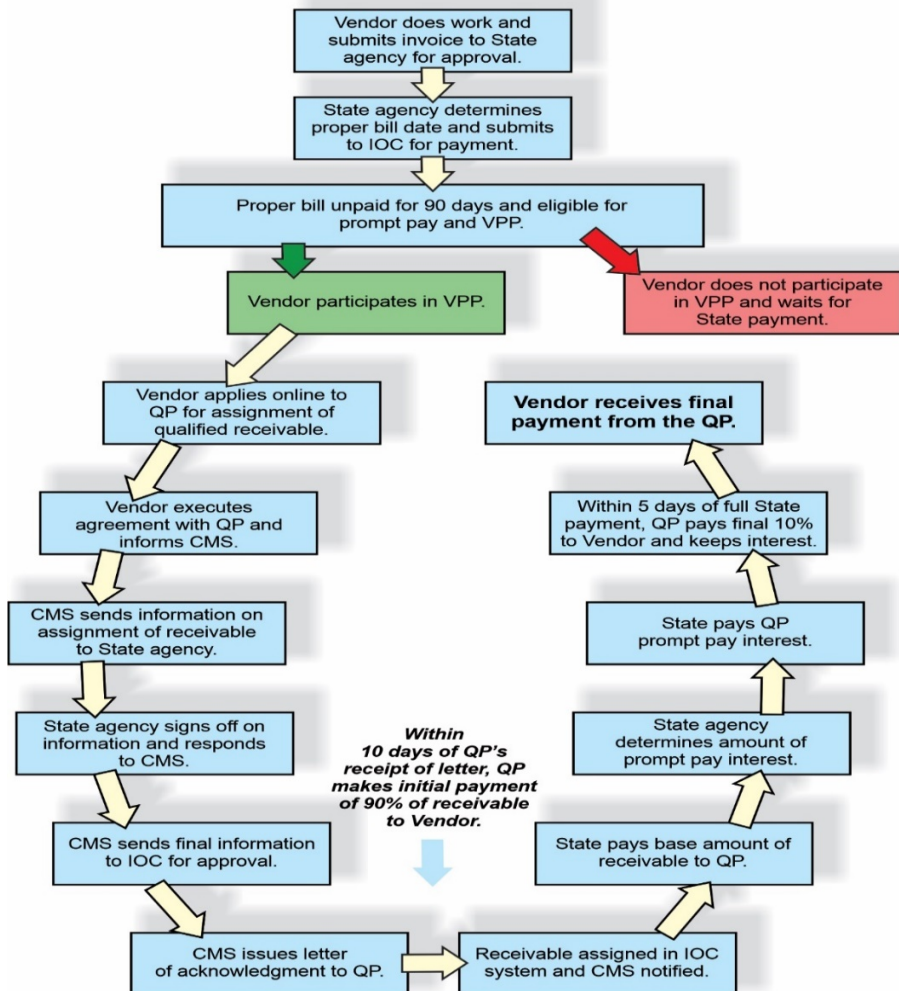 Vendor does work and
submits invoice to State
agency for approval.
State agency determines
proper bill date and submits
to IOC for payment.
Proper bill unpaid for 90 days and eligible for
prompt pay and VPP.
Vendor participates in VPP.
Vendor does not participate
in VPP and waits for
State payment.
Vendor applies online to
QP for assignment of
qualified receivable.
Vendor executes
agreement with QP and
informs CMS.
CMS sends information on
assignment of receivable
to State agency.
State agency signs off on
information and responds
to CMS.
CMS sends final information
to IOC for approval.
CMS issues letter
of acknowledgment to QP.
Within
10 days of QP’s
receipt of letter, QP
makes initial payment
of 90% of receivable
to Vendor.
Receivable assigned in IOC
system and CMS notified.
State pays base amount of
receivable to QP.
State agency
determines amount of
prompt pay interest.
State pays QP
prompt pay interest.
Within 5 days of full State
payment, QP pays final 10%
to Vendor and keeps interest.
Vendor receives final
payment from the QP.